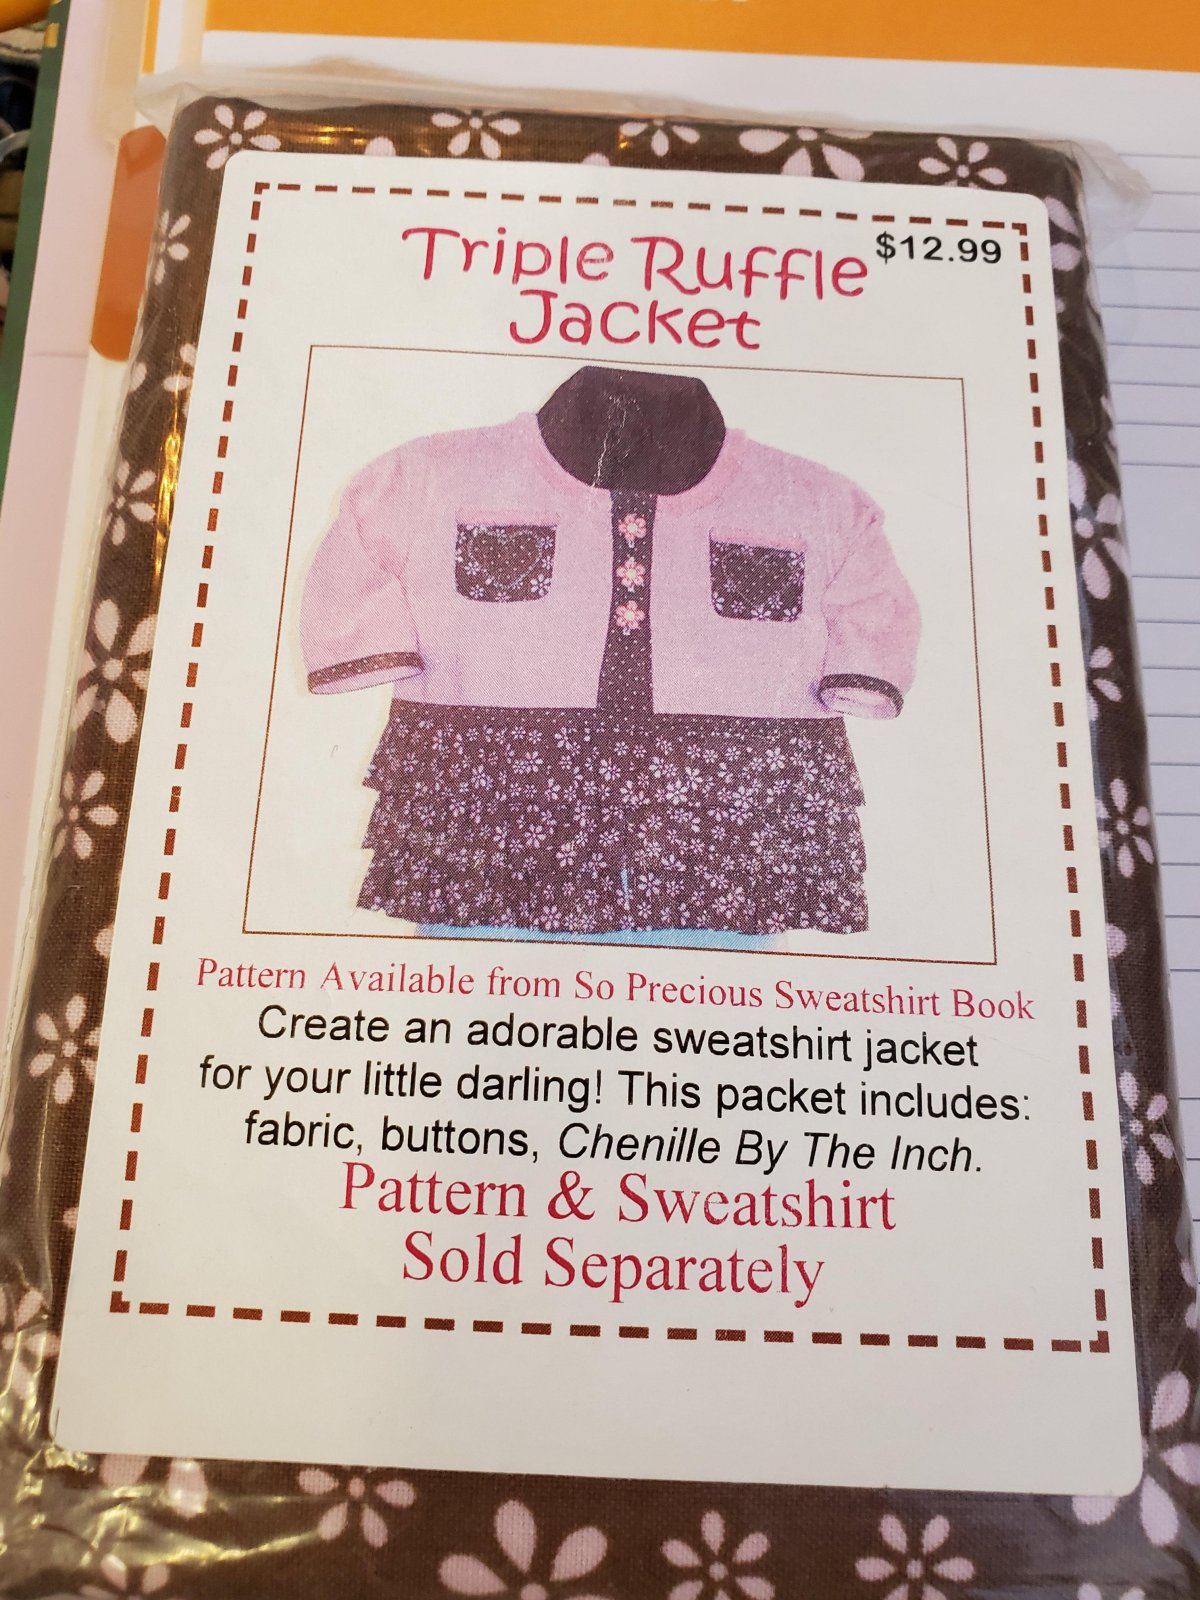 Triple Ruffle
Jacket
$12.99
Pattern Available from So Precious Sweatshirt Book
Create an adorable sweatshirt jacket
for your little darling! This packet includes:
fabric, buttons, Chenille By The Inch.
Pattern & Sweatshirt
Sold Separately